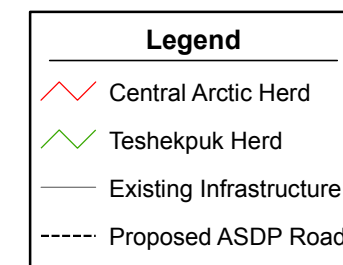 Legend
Central Arctic Herd
Teshekpuk Herd
Existing Infrastructure
Proposed ASDP Road